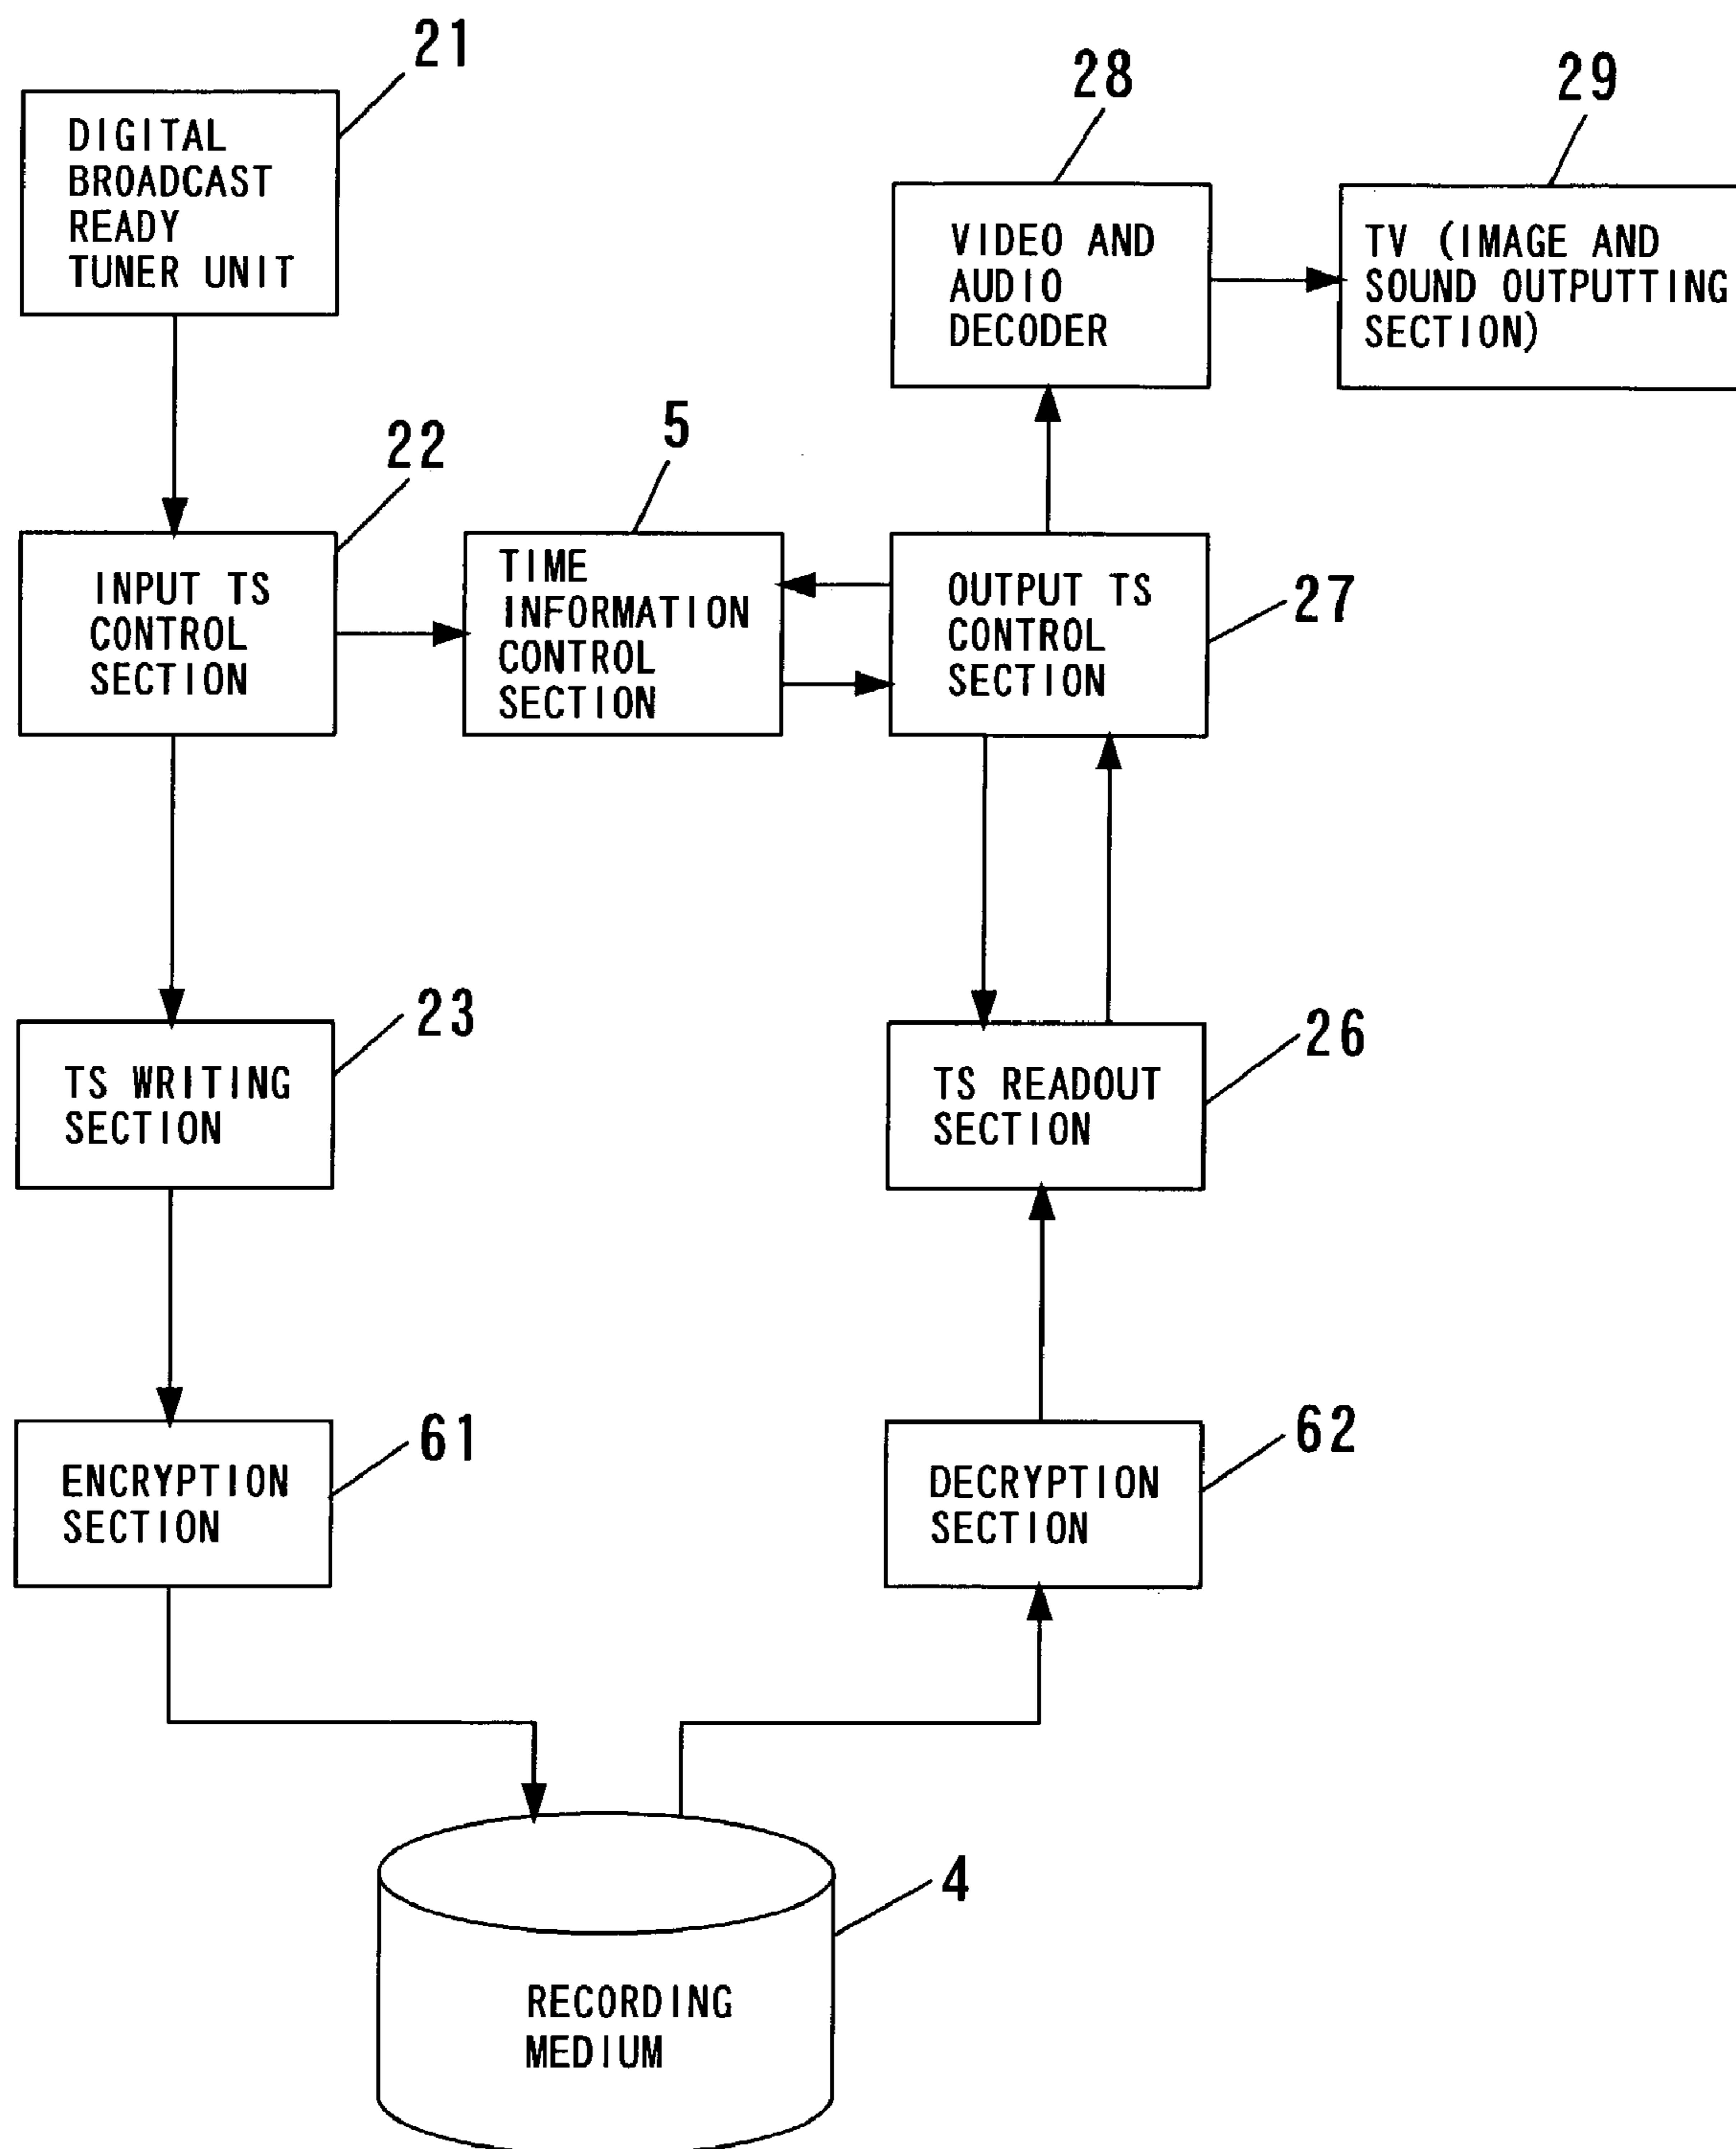 21
DIGITAL
BROADCAST
READY
TUNER UNIT
28
VIDEO AND
AUDIO
DECODER
29
TV (IMAGE AND
SOUND OUTPUTTING
SECTION)
22
INPUT TS
CONTROL
SECTION
5
TIME
INFORMATION
CONTROL
SECTION
OUTPUT TS
CONTROL
SECTION
27
23
TS WRITING
SECTION
TS READOUT
SECTION
26
ENCRYPTION
SECTION
61
DECRYPTION
SECTION
62
4
RECORDING
MEDIUM